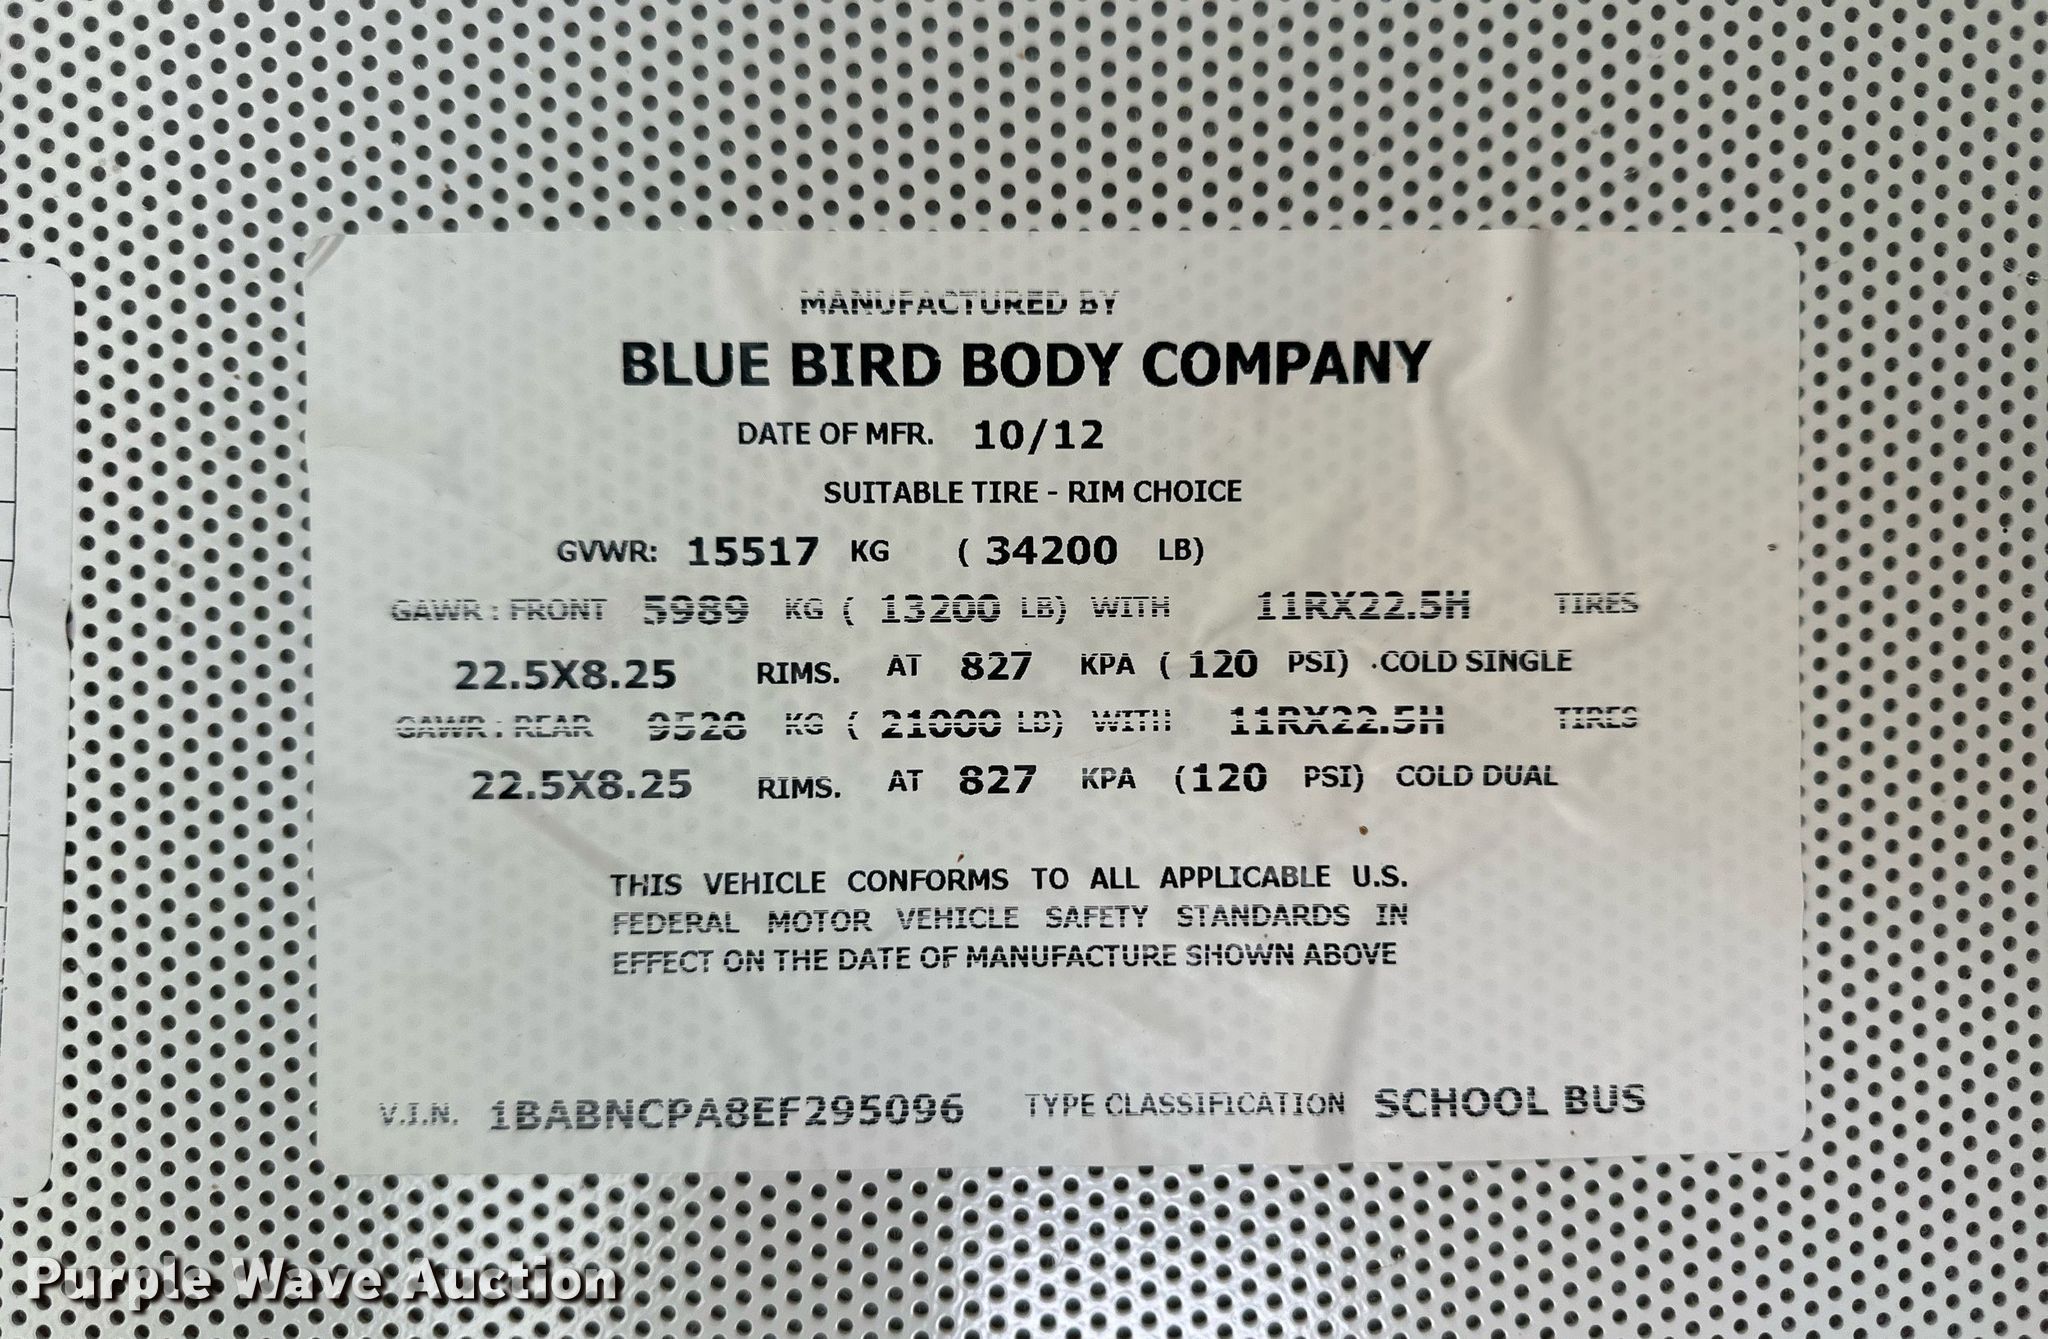 MANUFACTURED BY
BLUE BIRD BODY COMPANY
DATE OF MFR. 10/12
SUITABLE TIRE - RIM CHOICE
GVWR: 15517 KG ( 34200 LB)
GAWR : FRONT 5989 KG ( 13200 LB) WITH 11RX22.5H TIRES
22.5X8.25 RIMS. AT 827 KPA ( 120 PSI) .COLD SINGLE
GAWR : REAR 9528 KG ( 21000 LB) WITH 11RX22.5H TIRES
22.5X8.25 RIMS. AT 827 KPA (120 PSI) COLD DUAL
THIS VEHICLE CONFORMS TO ALL APPLICABLE U.S.
FEDERAL MOTOR VEHICLE SAFETY STANDARDS IN
EFFECT ON THE DATE OF MANUFACTURE SHOWN ABOVE
V.I.N. 1BABNCPA8EF295096 TYPE CLASSIFICATION SCHOOL BUS
Purple Wave Auction